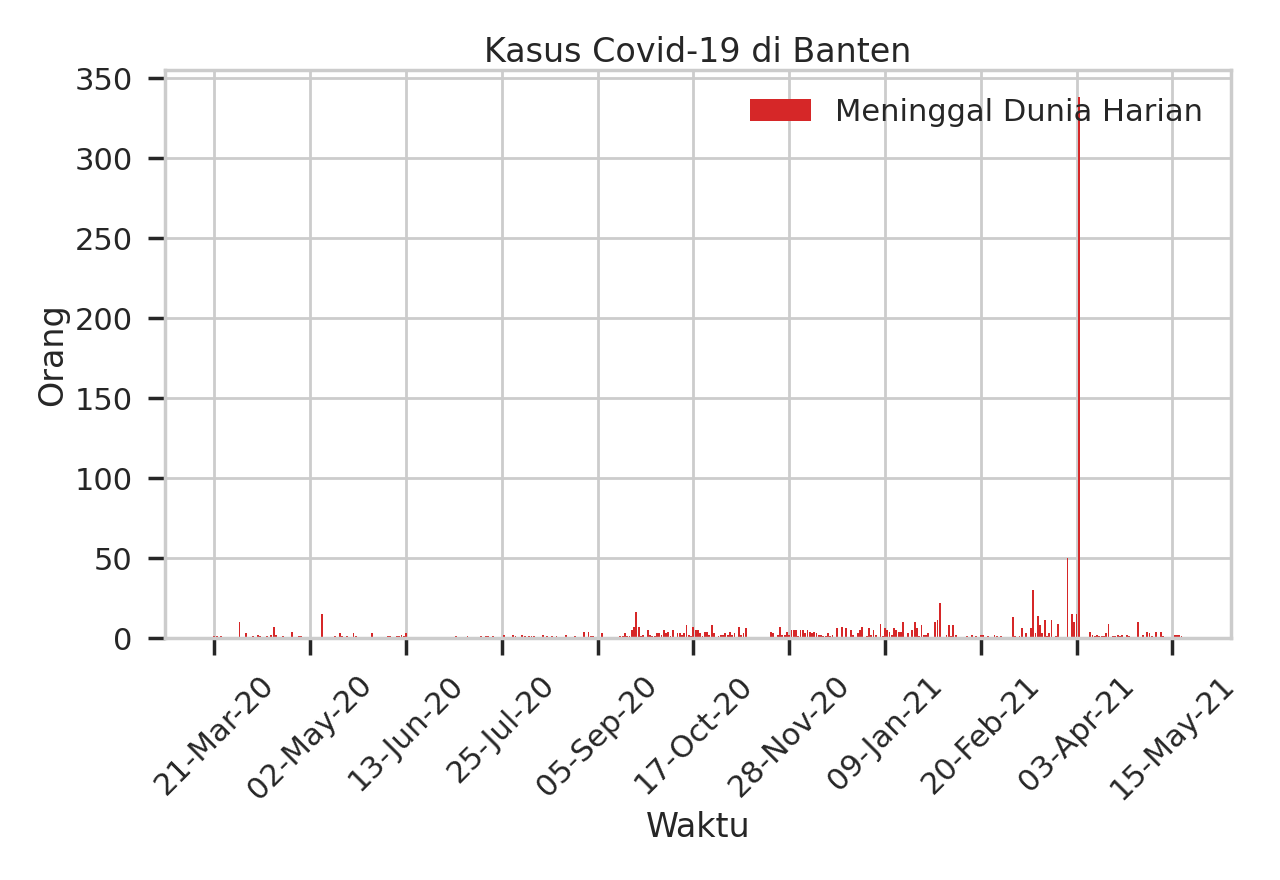 Kasus Covid-19 di Banten
Meninggal Dunia Harian
Orang
350
300
250
200
150
100
50
0
21-Mar-20
02-May-20
13-Jun-20
25-Jul-20
05-Sep-20
17-Oct-20
28-Nov-20
09-Jan-21
20-Feb-21
03-Apr-21
15-May-21
Waktu